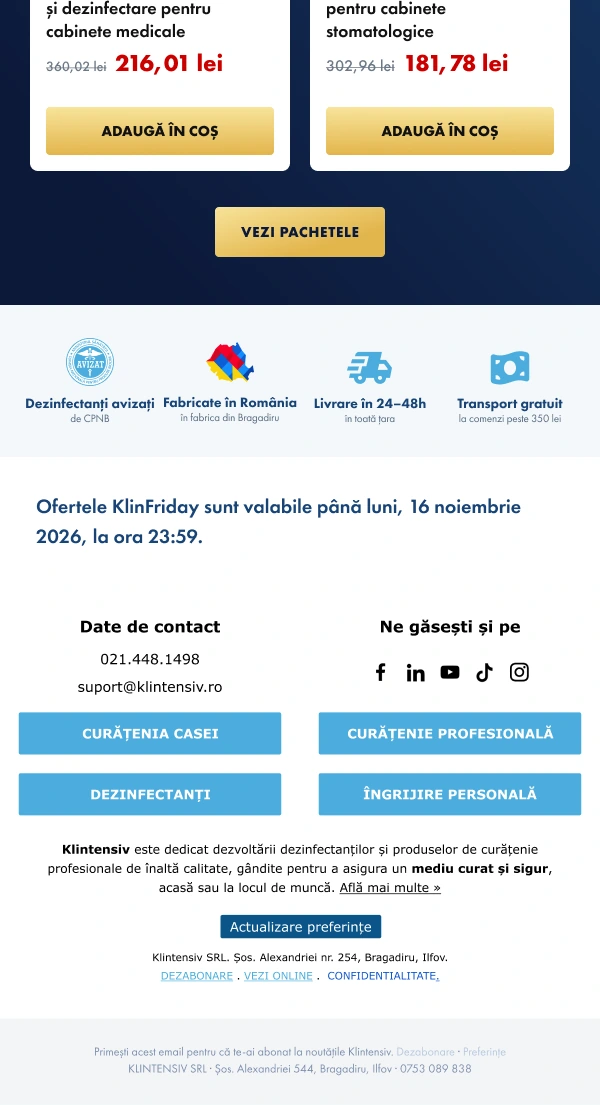 și dezinfectare pentru
cabinete medicale
360,02 lei 216,01 lei
ADAUGĂ ÎN COȘ
pentru cabinete
stomatologice
302,96 lei 181,78 lei
ADAUGĂ ÎN COȘ
VEZI PACHETELE
AVIZAT
Dezinfectanți avizați
de CPNB
Fabricate în România
în fabrica din Bragadiru
Livrare în 24–48h
în toată țara
Transport gratuit
la comenzi peste 350 lei
Ofertele KlinFriday sunt valabile până luni, 16 noiembrie
2026, la ora 23:59.
Date de contact
021.448.1498
suport@klintensiv.ro
Ne găsești și pe
CURĂȚENIA CASEI
CURĂȚENIE PROFESIONALĂ
DEZINFECTANȚI
ÎNGRIJIRE PERSONALĂ
Klintensiv este dedicat dezvoltării dezinfectanților și produselor de curățenie
profesionale de înaltă calitate, gândite pentru a asigura un mediu curat și sigur,
acasă sau la locul de muncă. Află mai multe »
Actualizare preferințe
Klintensiv SRL. Șos. Alexandriei nr. 254, Bragadiru, Ilfov.
DEZABONARE . VEZI ONLINE . CONFIDENTIALITATE.
Primești acest email pentru că te-ai abonat la noutățile Klintensiv. Dezabonare · Preferințe
KLINTENSIV SRL · Șos. Alexandriei 544, Bragadiru, Ilfov · 0753 089 838